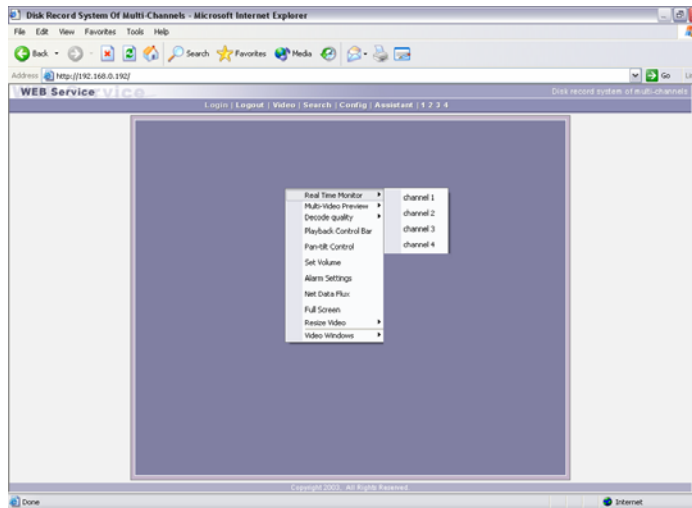 Disk Record System Of Multi-Channels - Microsoft Internet Explorer
File Edit View Favorites Tools Help
Back Search Favorites Media
Address http://192.168.0.192/ Go
WEB Service Disk record system of multi-channels
Login | Logout | Video | Search | Config | Assistant | 1 2 3 4
Real Time Monitor channel 1
Multi-Video Preview
Decode quality channel 2
Playback Control Bar channel 3
Pan-tilt Control channel 4
Set Volume
Alarm Settings
Net Data Flux
Full Screen
Resize Video
Video Windows
Copyright 2003, All Rights Reserved.
Done Internet